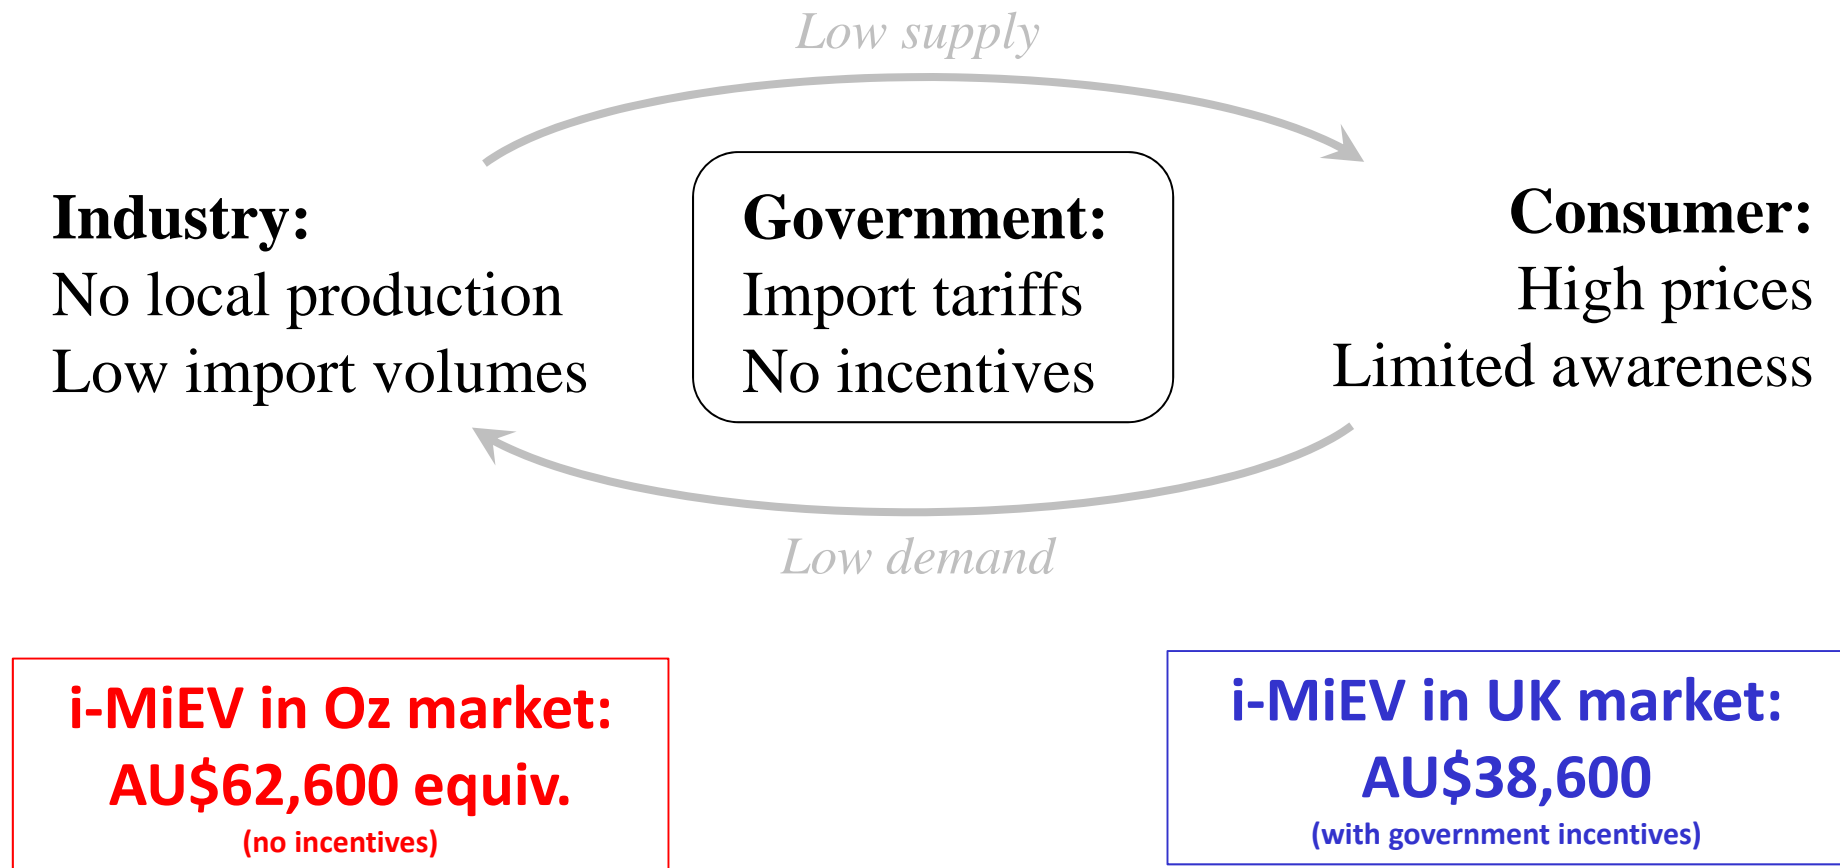 Low supply
Industry:
No local production
Low import volumes
Government:
Import tariffs
No incentives
Consumer:
High prices
Limited awareness
Low demand
i-MiEV in Oz market:
AU$62,600 equiv.
(no incentives)
i-MiEV in UK market:
AU$38,600
(with government incentives)